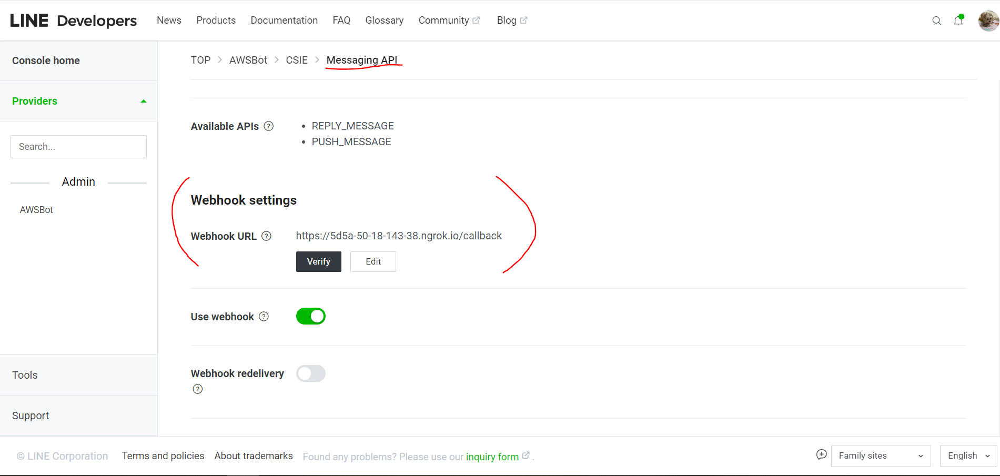 LINE Developers News Products Documentation FAQ Glossary Community Blog
Console home
Providers
Search...
Admin
AWSBot
Tools
Support
TOP > AWSBot > CSIE > Messaging API
Available APIs ?
• REPLY_MESSAGE
• PUSH_MESSAGE
Webhook settings
Webhook URL ? https://5d5a-50-18-143-38.ngrok.io/callback
Verify Edit
Use webhook ?
Webhook redelivery
?
© LINE Corporation Terms and policies About trademarks Found any problems? Please use our inquiry form . Family sites English